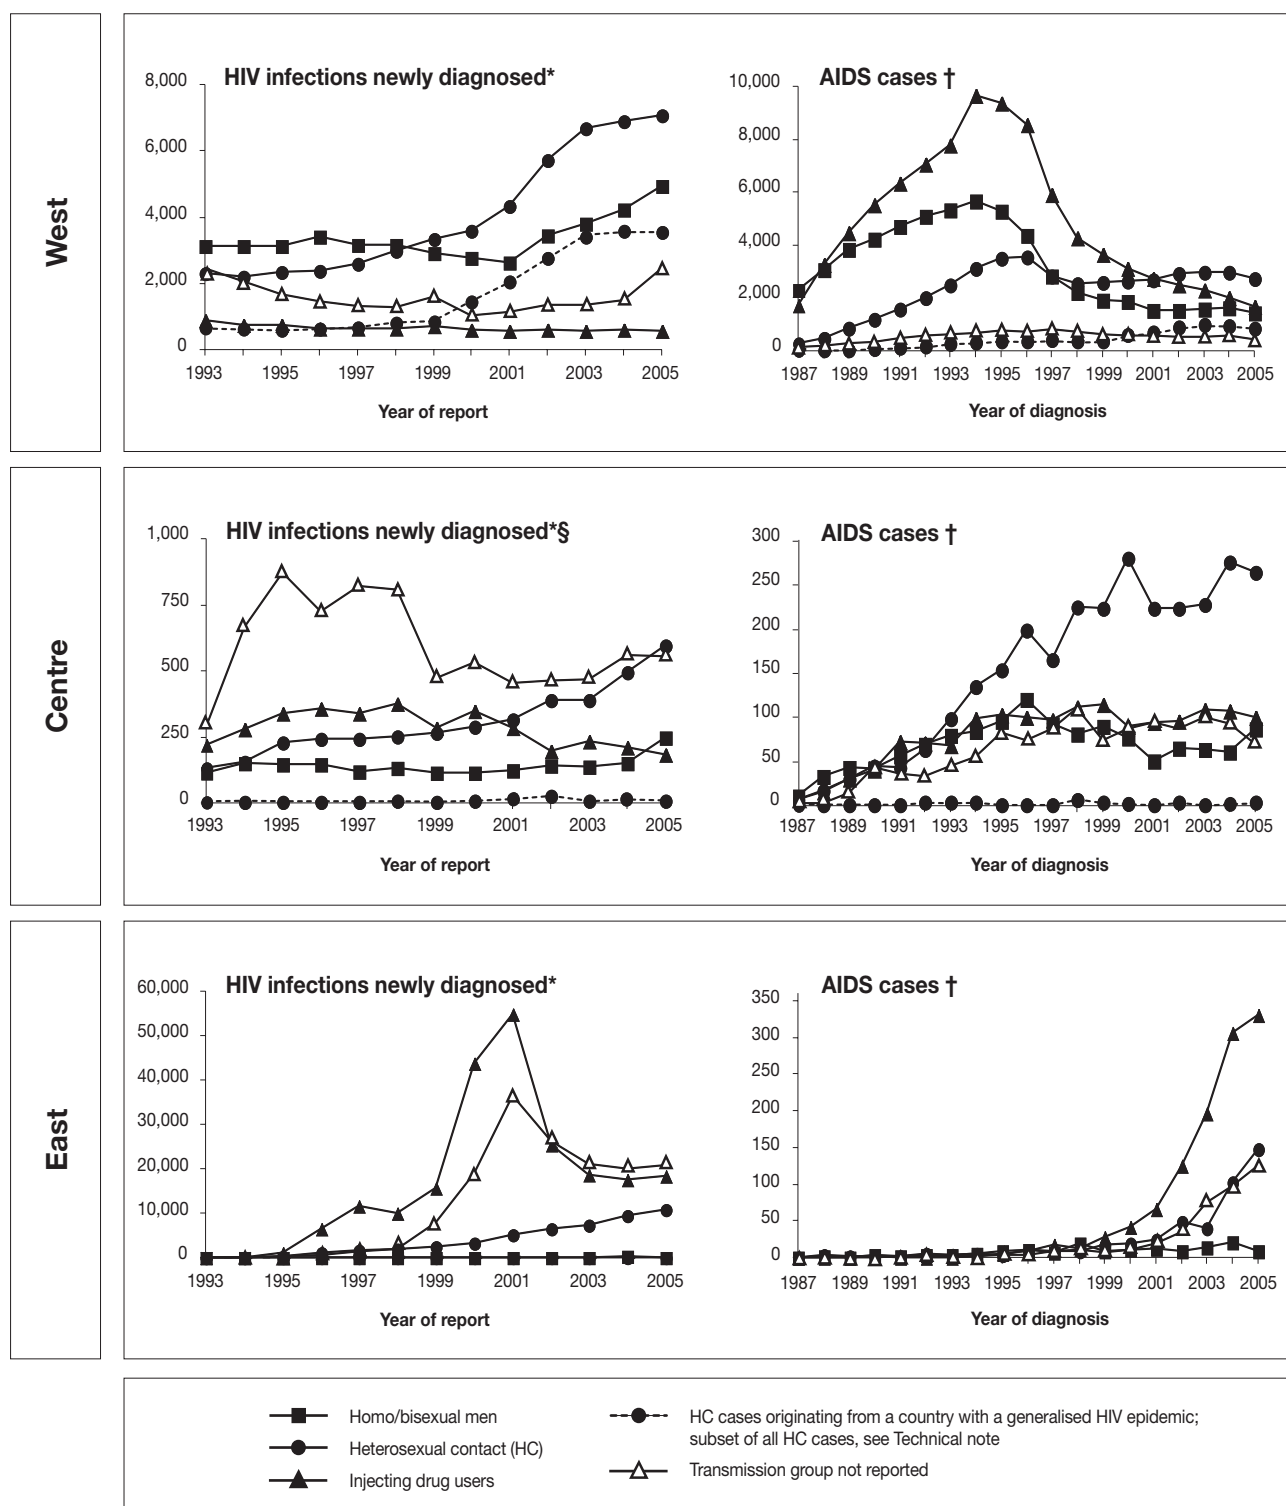 West
HIV infections newly diagnosed*
8,000
6,000
4,000
2,000
0
1993 1995 1997 1999 2001 2003 2005
Year of report
AIDS cases †
10,000
8,000
6,000
4,000
2,000
0
1987 1989 1991 1993 1995 1997 1999 2001 2003 2005
Year of diagnosis
Centre
HIV infections newly diagnosed*§
1,000
750
500
250
0
1993 1995 1997 1999 2001 2003 2005
Year of report
AIDS cases †
300
250
200
150
100
50
0
1987 1989 1991 1993 1995 1997 1999 2001 2003 2005
Year of diagnosis
East
HIV infections newly diagnosed*
60,000
50,000
40,000
30,000
20,000
10,000
0
1993 1995 1997 1999 2001 2003 2005
Year of report
AIDS cases †
350
300
250
200
150
100
50
0
1987 1989 1991 1993 1995 1997 1999 2001 2003 2005
Year of diagnosis
Homo/bisexual men
Heterosexual contact (HC)
Injecting drug users
HC cases originating from a country with a generalised HIV epidemic;
subset of all HC cases, see Technical note
Transmission group not reported